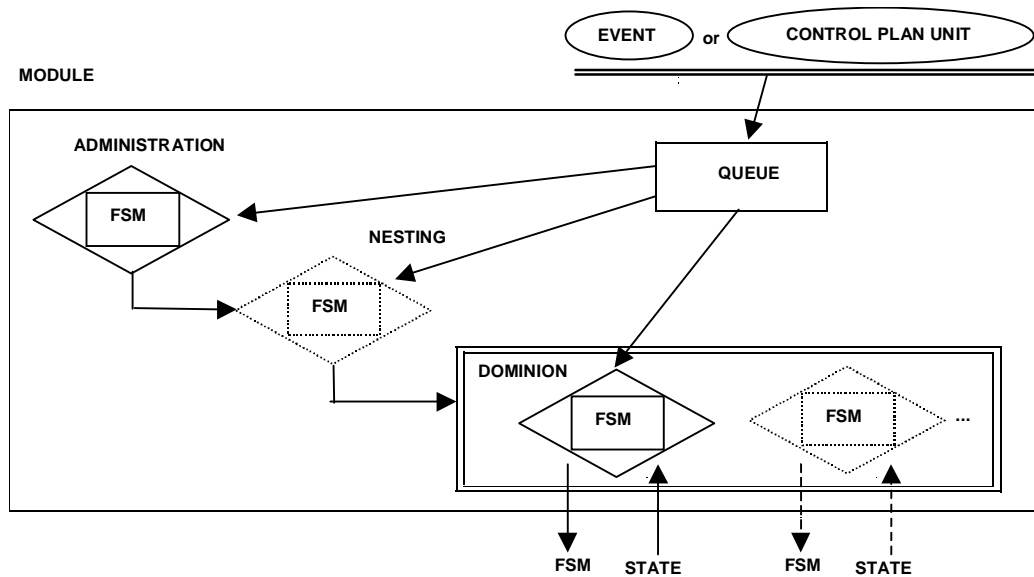 EVENT or CONTROL PLAN UNIT
MODULE
ADMINISTRATION
QUEUE
FSM
NESTING
FSM
DOMINION
FSM
FSM ...
FSM STATE FSM STATE